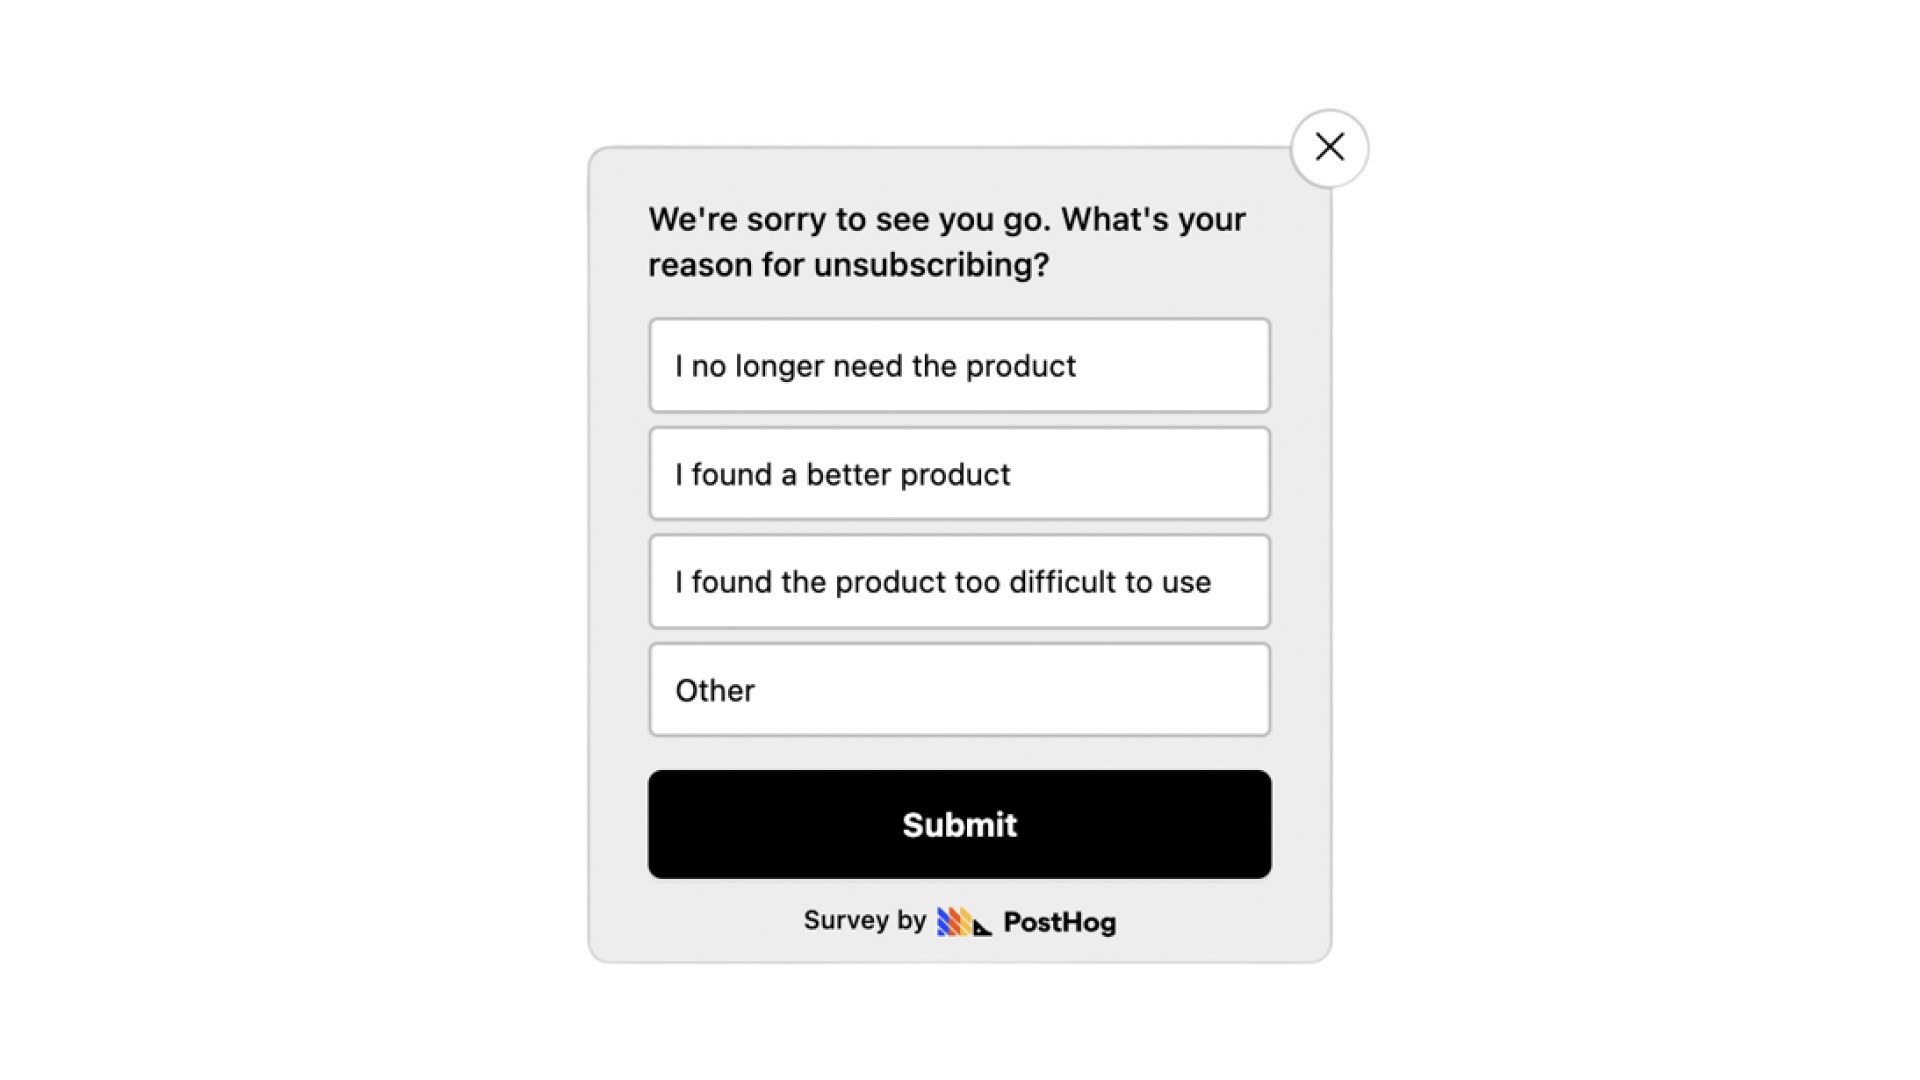 We're sorry to see you go. What's your
reason for unsubscribing?
I no longer need the product
I found a better product
I found the product too difficult to use
Other
Submit
Survey by PostHog